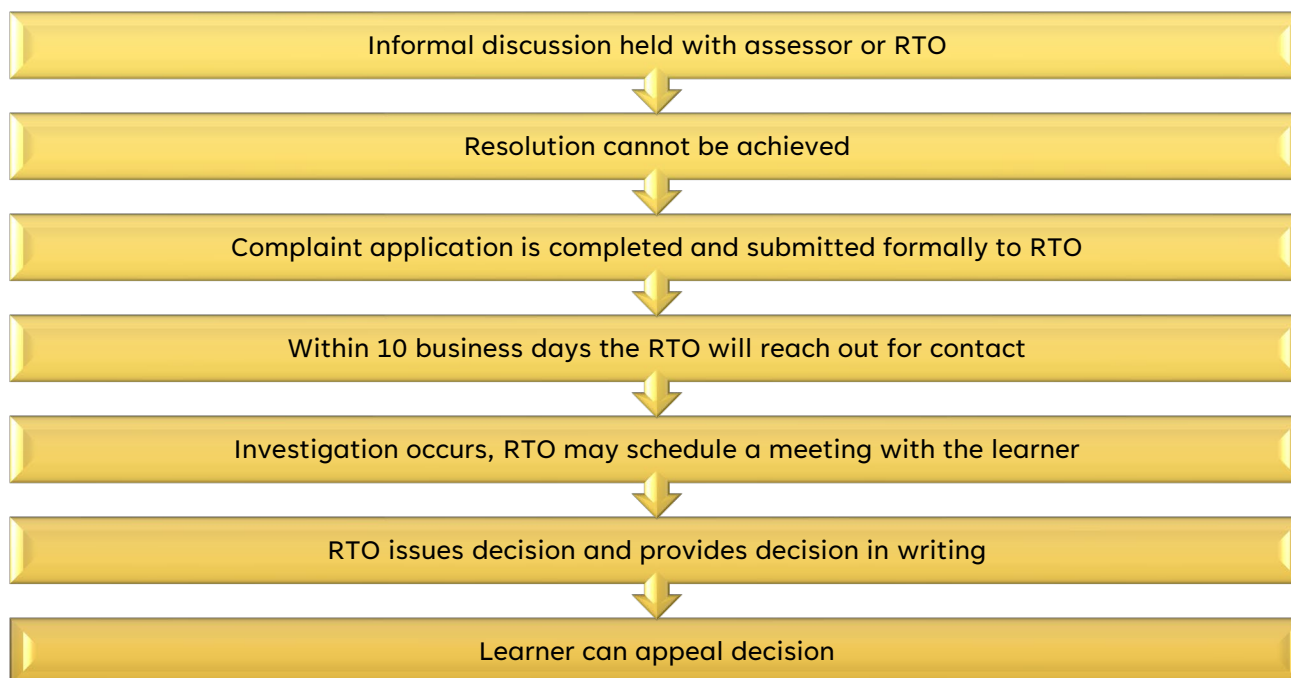 Informal discussion held with assessor or RTO
Resolution cannot be achieved
Complaint application is completed and submitted formally to RTO
Within 10 business days the RTO will reach out for contact
Investigation occurs, RTO may schedule a meeting with the learner
RTO issues decision and provides decision in writing
Learner can appeal decision